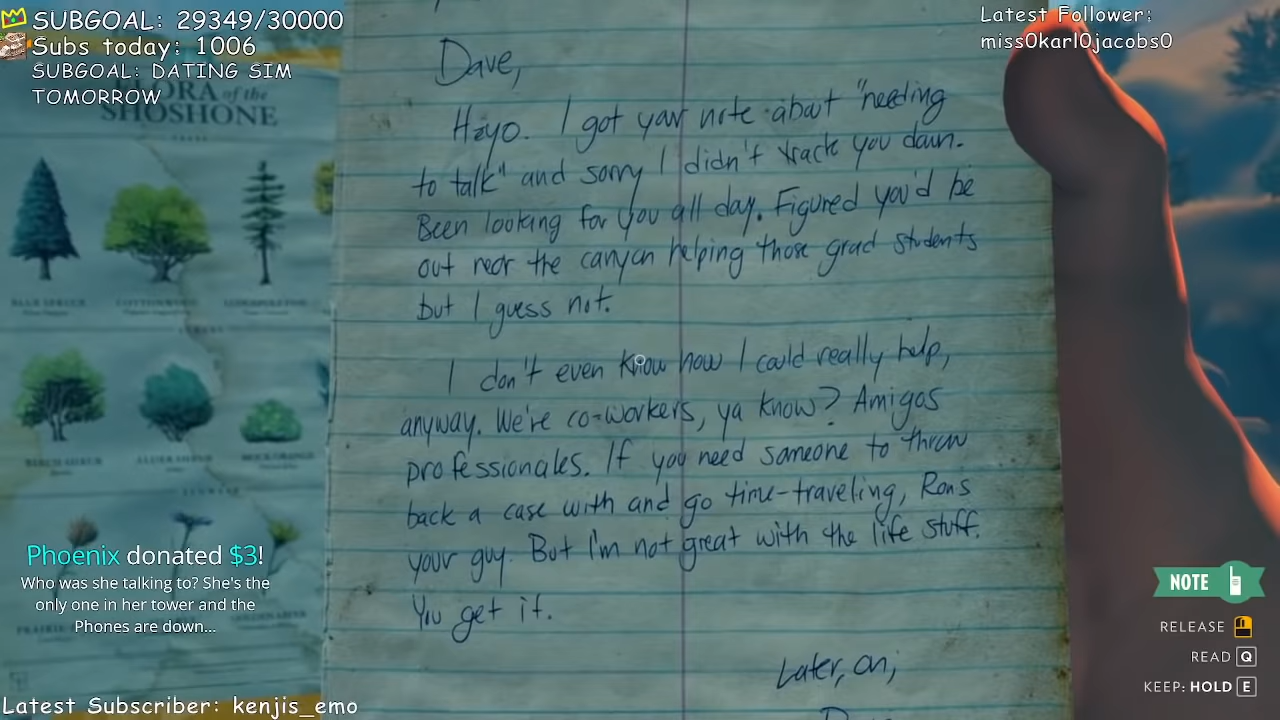 SUBGOAL: 29349/30000
Subs today: 1006
SUBGOAL: DATING SIM
TOMORROW
Latest Follower:
miss0karl0jacobs0
of the
SHOSHONE
Dave,
Heyo. I got your note about "needing
to talk" and sorry I didn't track you down.
Been looking for you all day. Figured you'd be
out near the canyon helping those grad students
but I guess not.
I don't even know how I could really help,
anyway. We're co-workers, ya know? Amigos
professionales. If you need someone to throw
back a case with and go time-traveling, Ron's
your guy. But I'm not great with the life stuff.
You get it.
Later, on,
Phoenix donated $3!
Who was she talking to? She's the
only one in her tower and the
Phones are down...
NOTE
RELEASE
READ Q
KEEP: HOLD E
Latest Subscriber: kenjis_emo